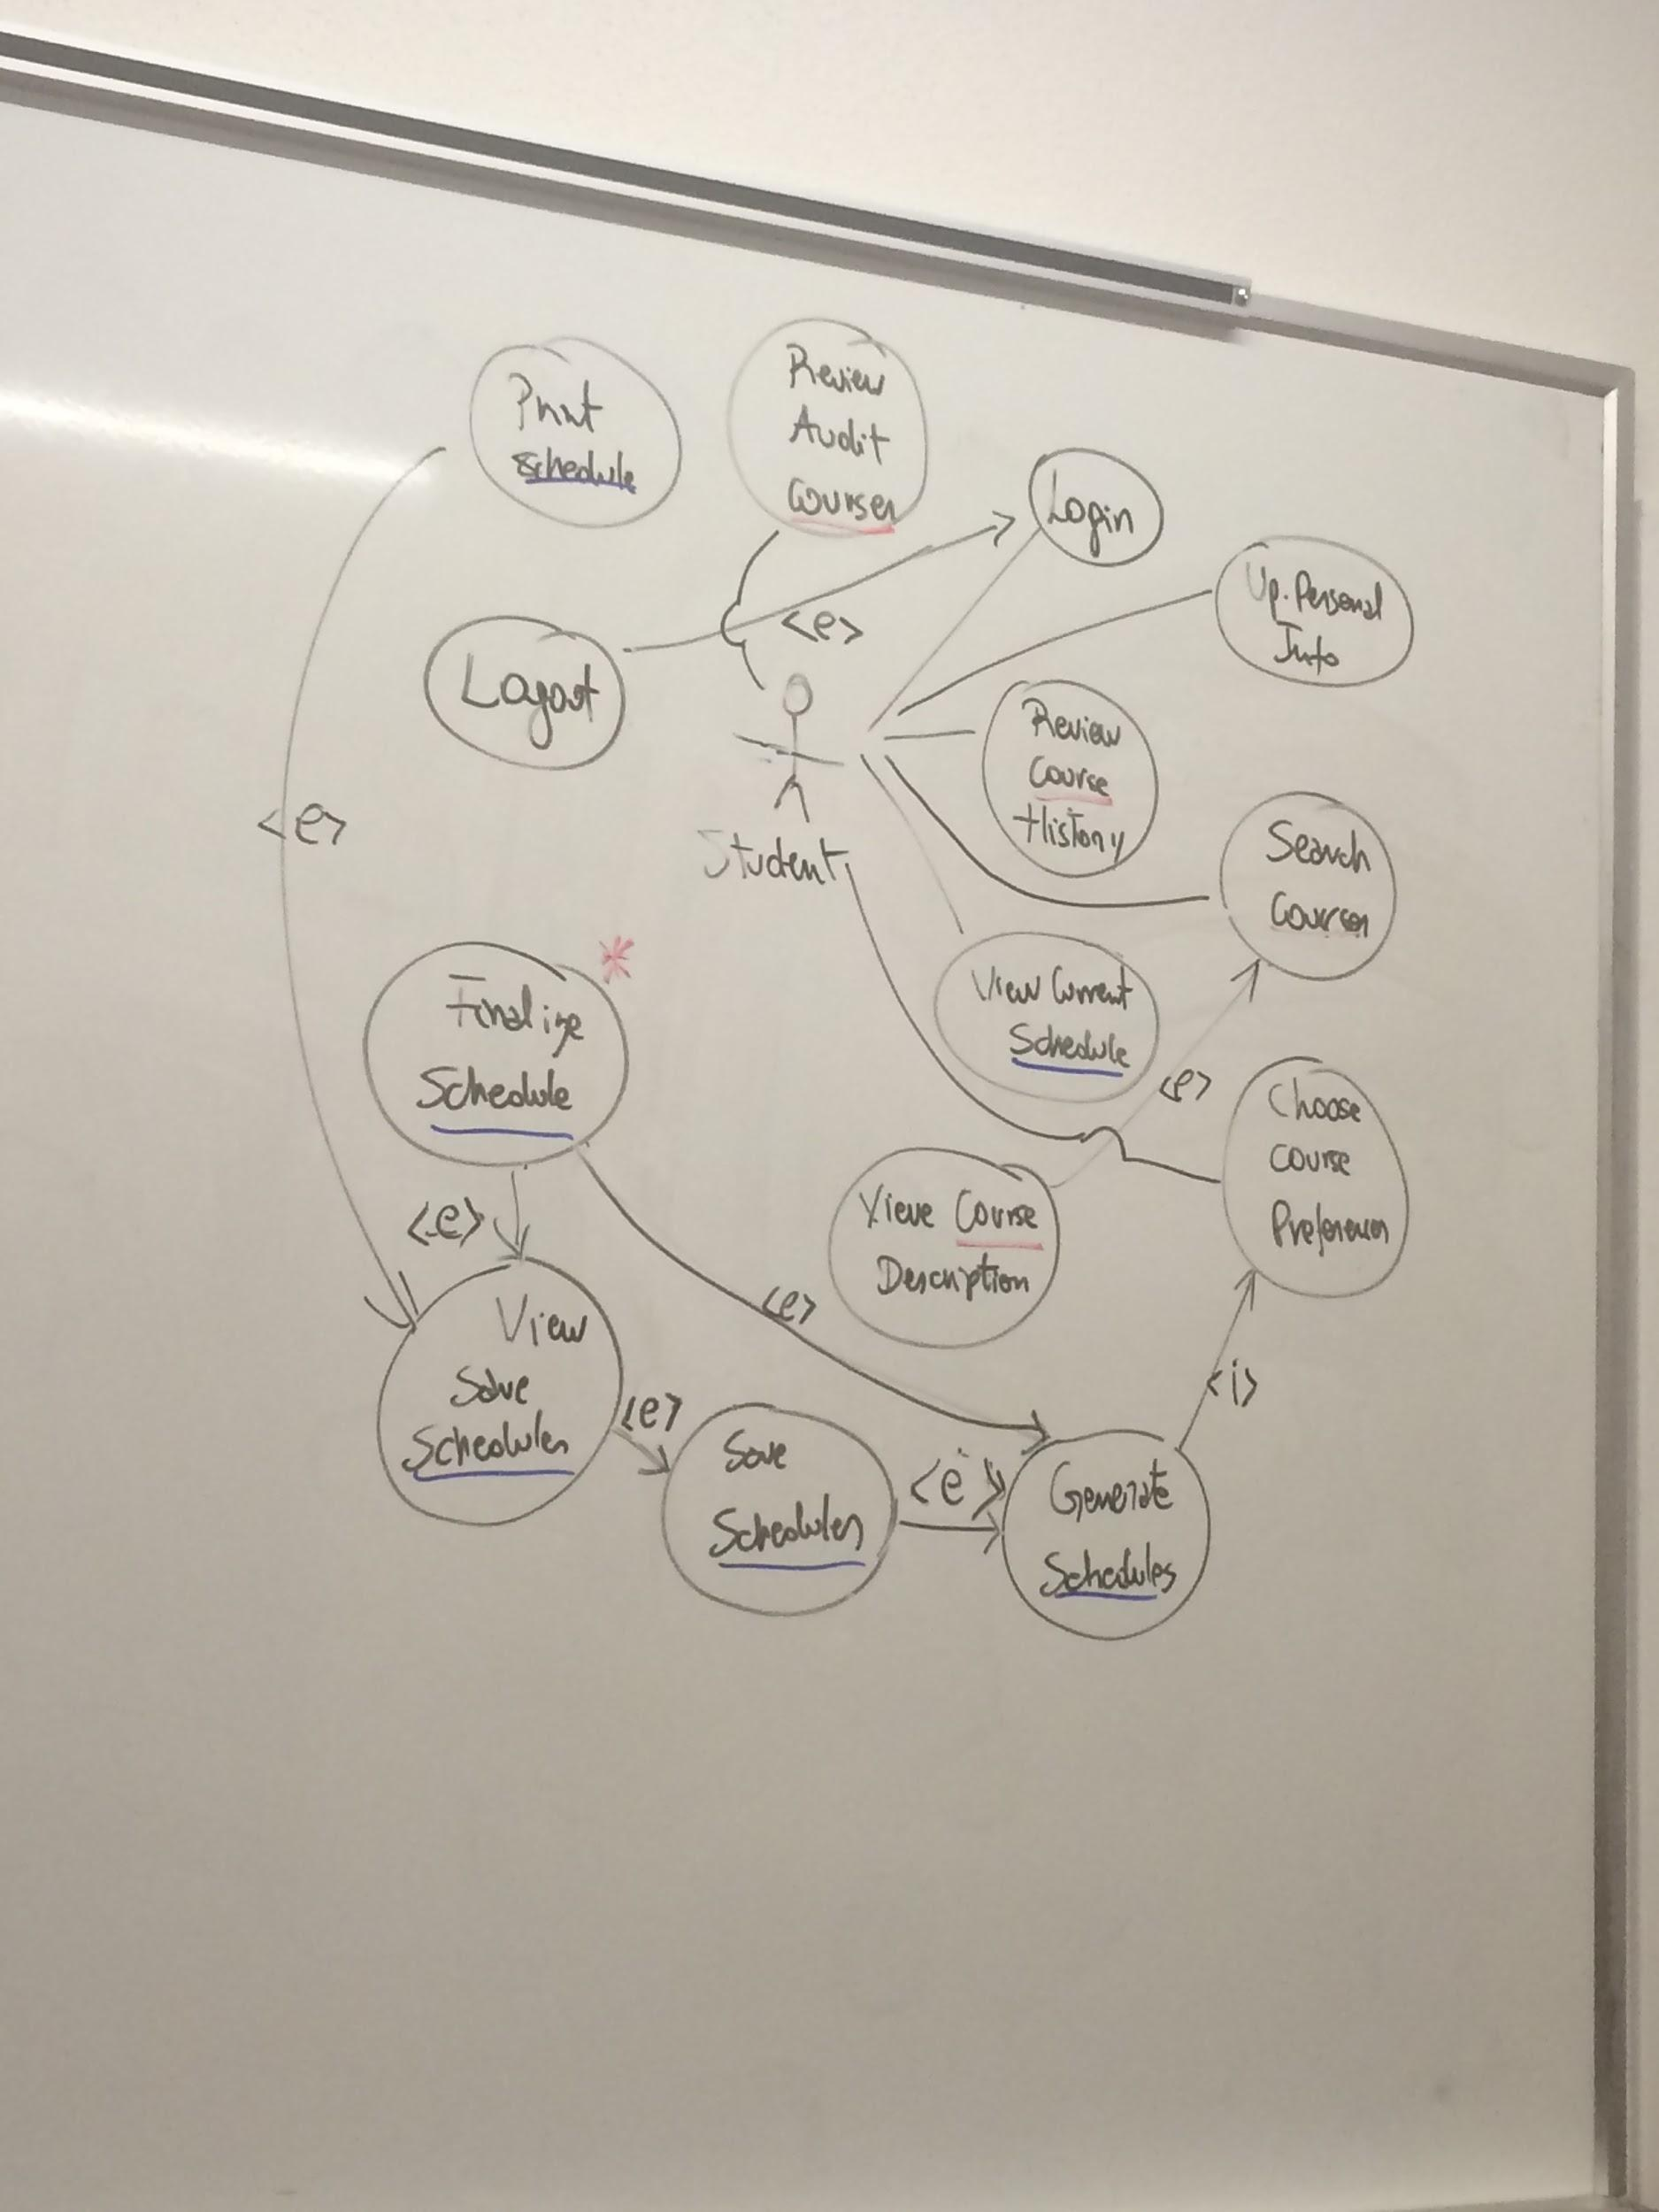 Print
schedule
Review
Audit
Courses
Login
Up. Personal
Info
<e>
Logout
Review
Course
History
Student
<e>
Search
Courses
Finalize
*
Schedule
View Current
Schedule
<e>
Choose
Course
Preferences
<e>
View Course
Description
<e>
View
Save
Schedules
<i>
<e>
Save
Schedules
<e>
Generate
Schedules